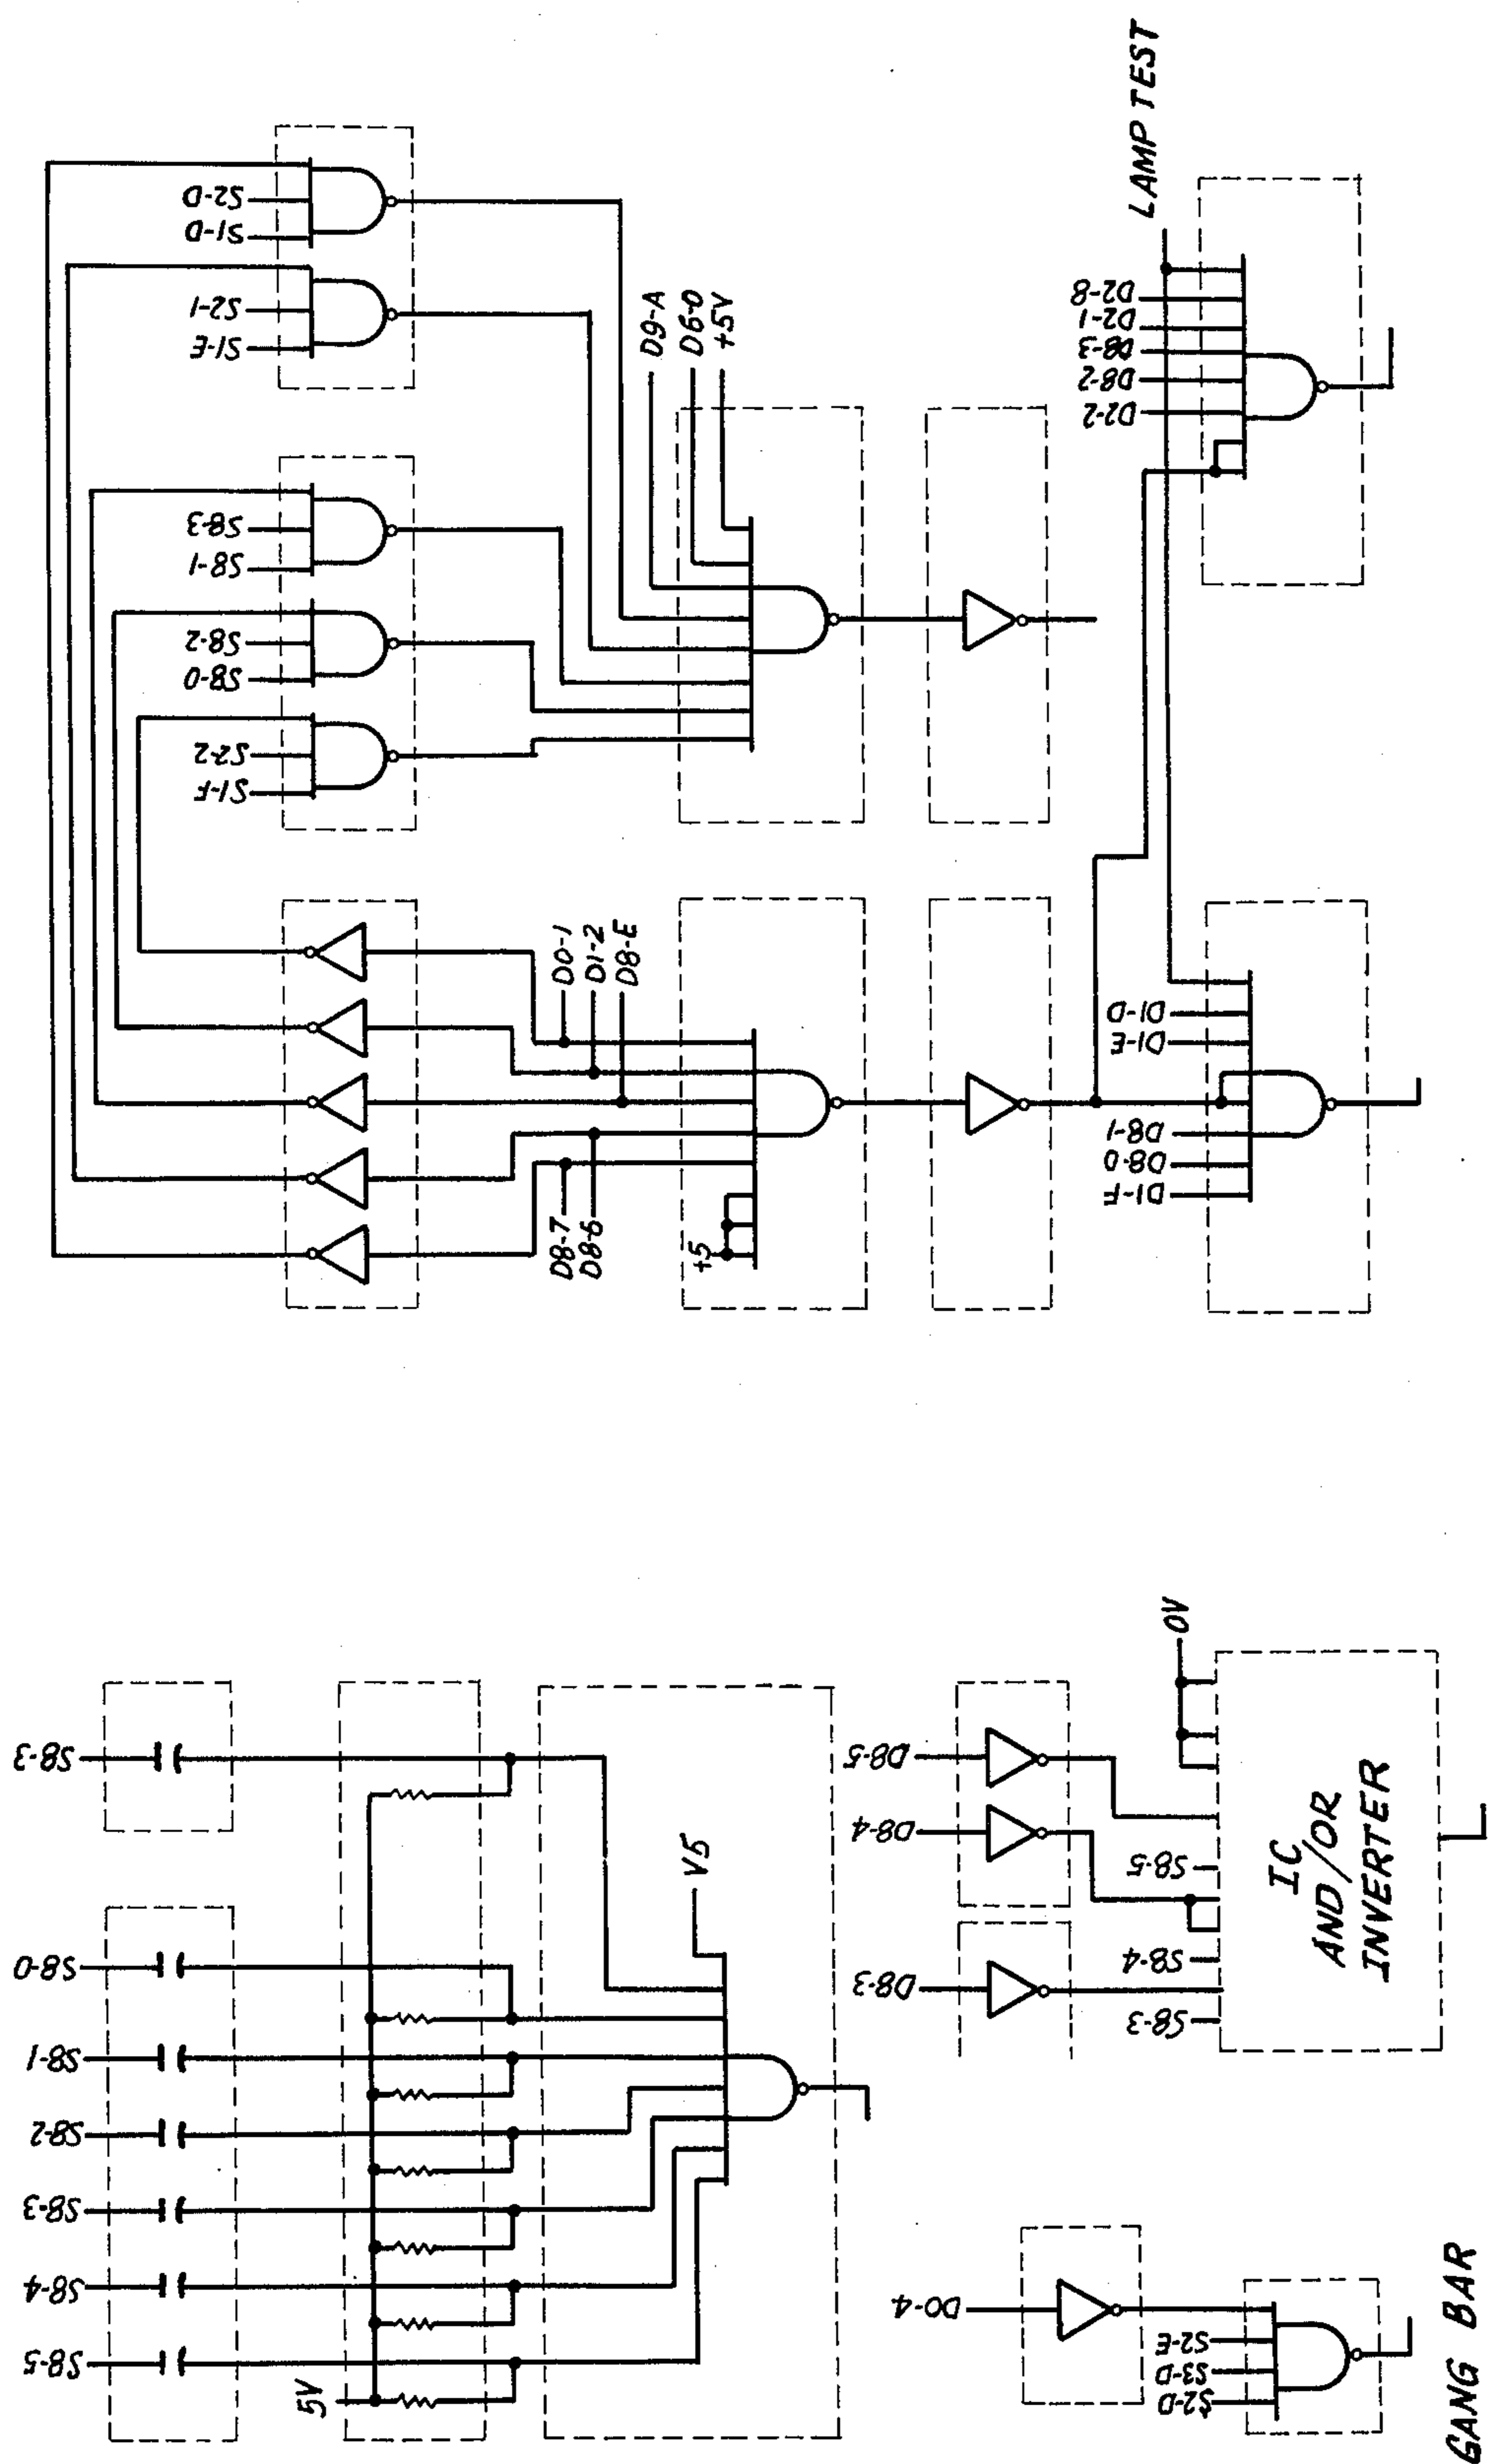 S2-D
S1-D
S2-1
S1-E
S8-3
S8-1
S8-2
S8-0
S2-2
S1-F
D9-A
D6-0
+5V
LAMP TEST
D2-8
D2-1
D8-3
D8-2
D2-2
D0-1
D1-2
D8-E
D8-7
D8-6
+5
D1-D
D1-E
D8-1
D8-0
D1-F
S8-3
S8-0
S8-1
S8-2
S8-3
S8-4
S8-5
5V
V5
D8-5
D8-4
D8-3
0V
S8-5
S8-4
S8-3
IC
AND/OR
INVERTER
D0-4
S2-E
S3-D
S2-D
GANG BAR